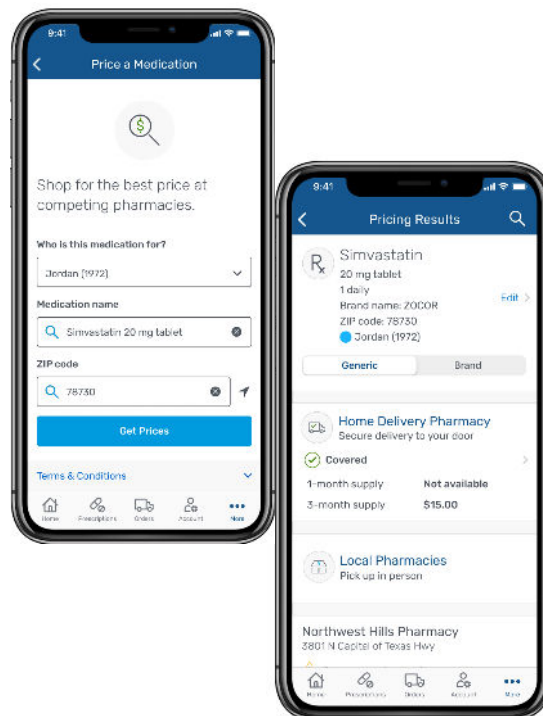 9:41
Price a Medication
$
Shop for the best price at
competing pharmacies.
Who is this medication for?
Jordan (1972)
Medication name
Simvastatin 20 mg tablet
ZIP code
78730
Get Prices
Terms & Conditions
Home
Prescriptions
Orders
Account
More
9:41
Pricing Results
Rx
Simvastatin
20 mg tablet
1 daily
Brand name: ZOCOR
Edit
ZIP code: 78730
Jordan (1972)
Generic
Brand
Home Delivery Pharmacy
Secure delivery to your door
Covered
1-month supply Not available
3-month supply $15.00
Local Pharmacies
Pick up in person
Northwest Hills Pharmacy
3801 N Capital of Texas Hwy
Home
Prescriptions
Orders
Account
More